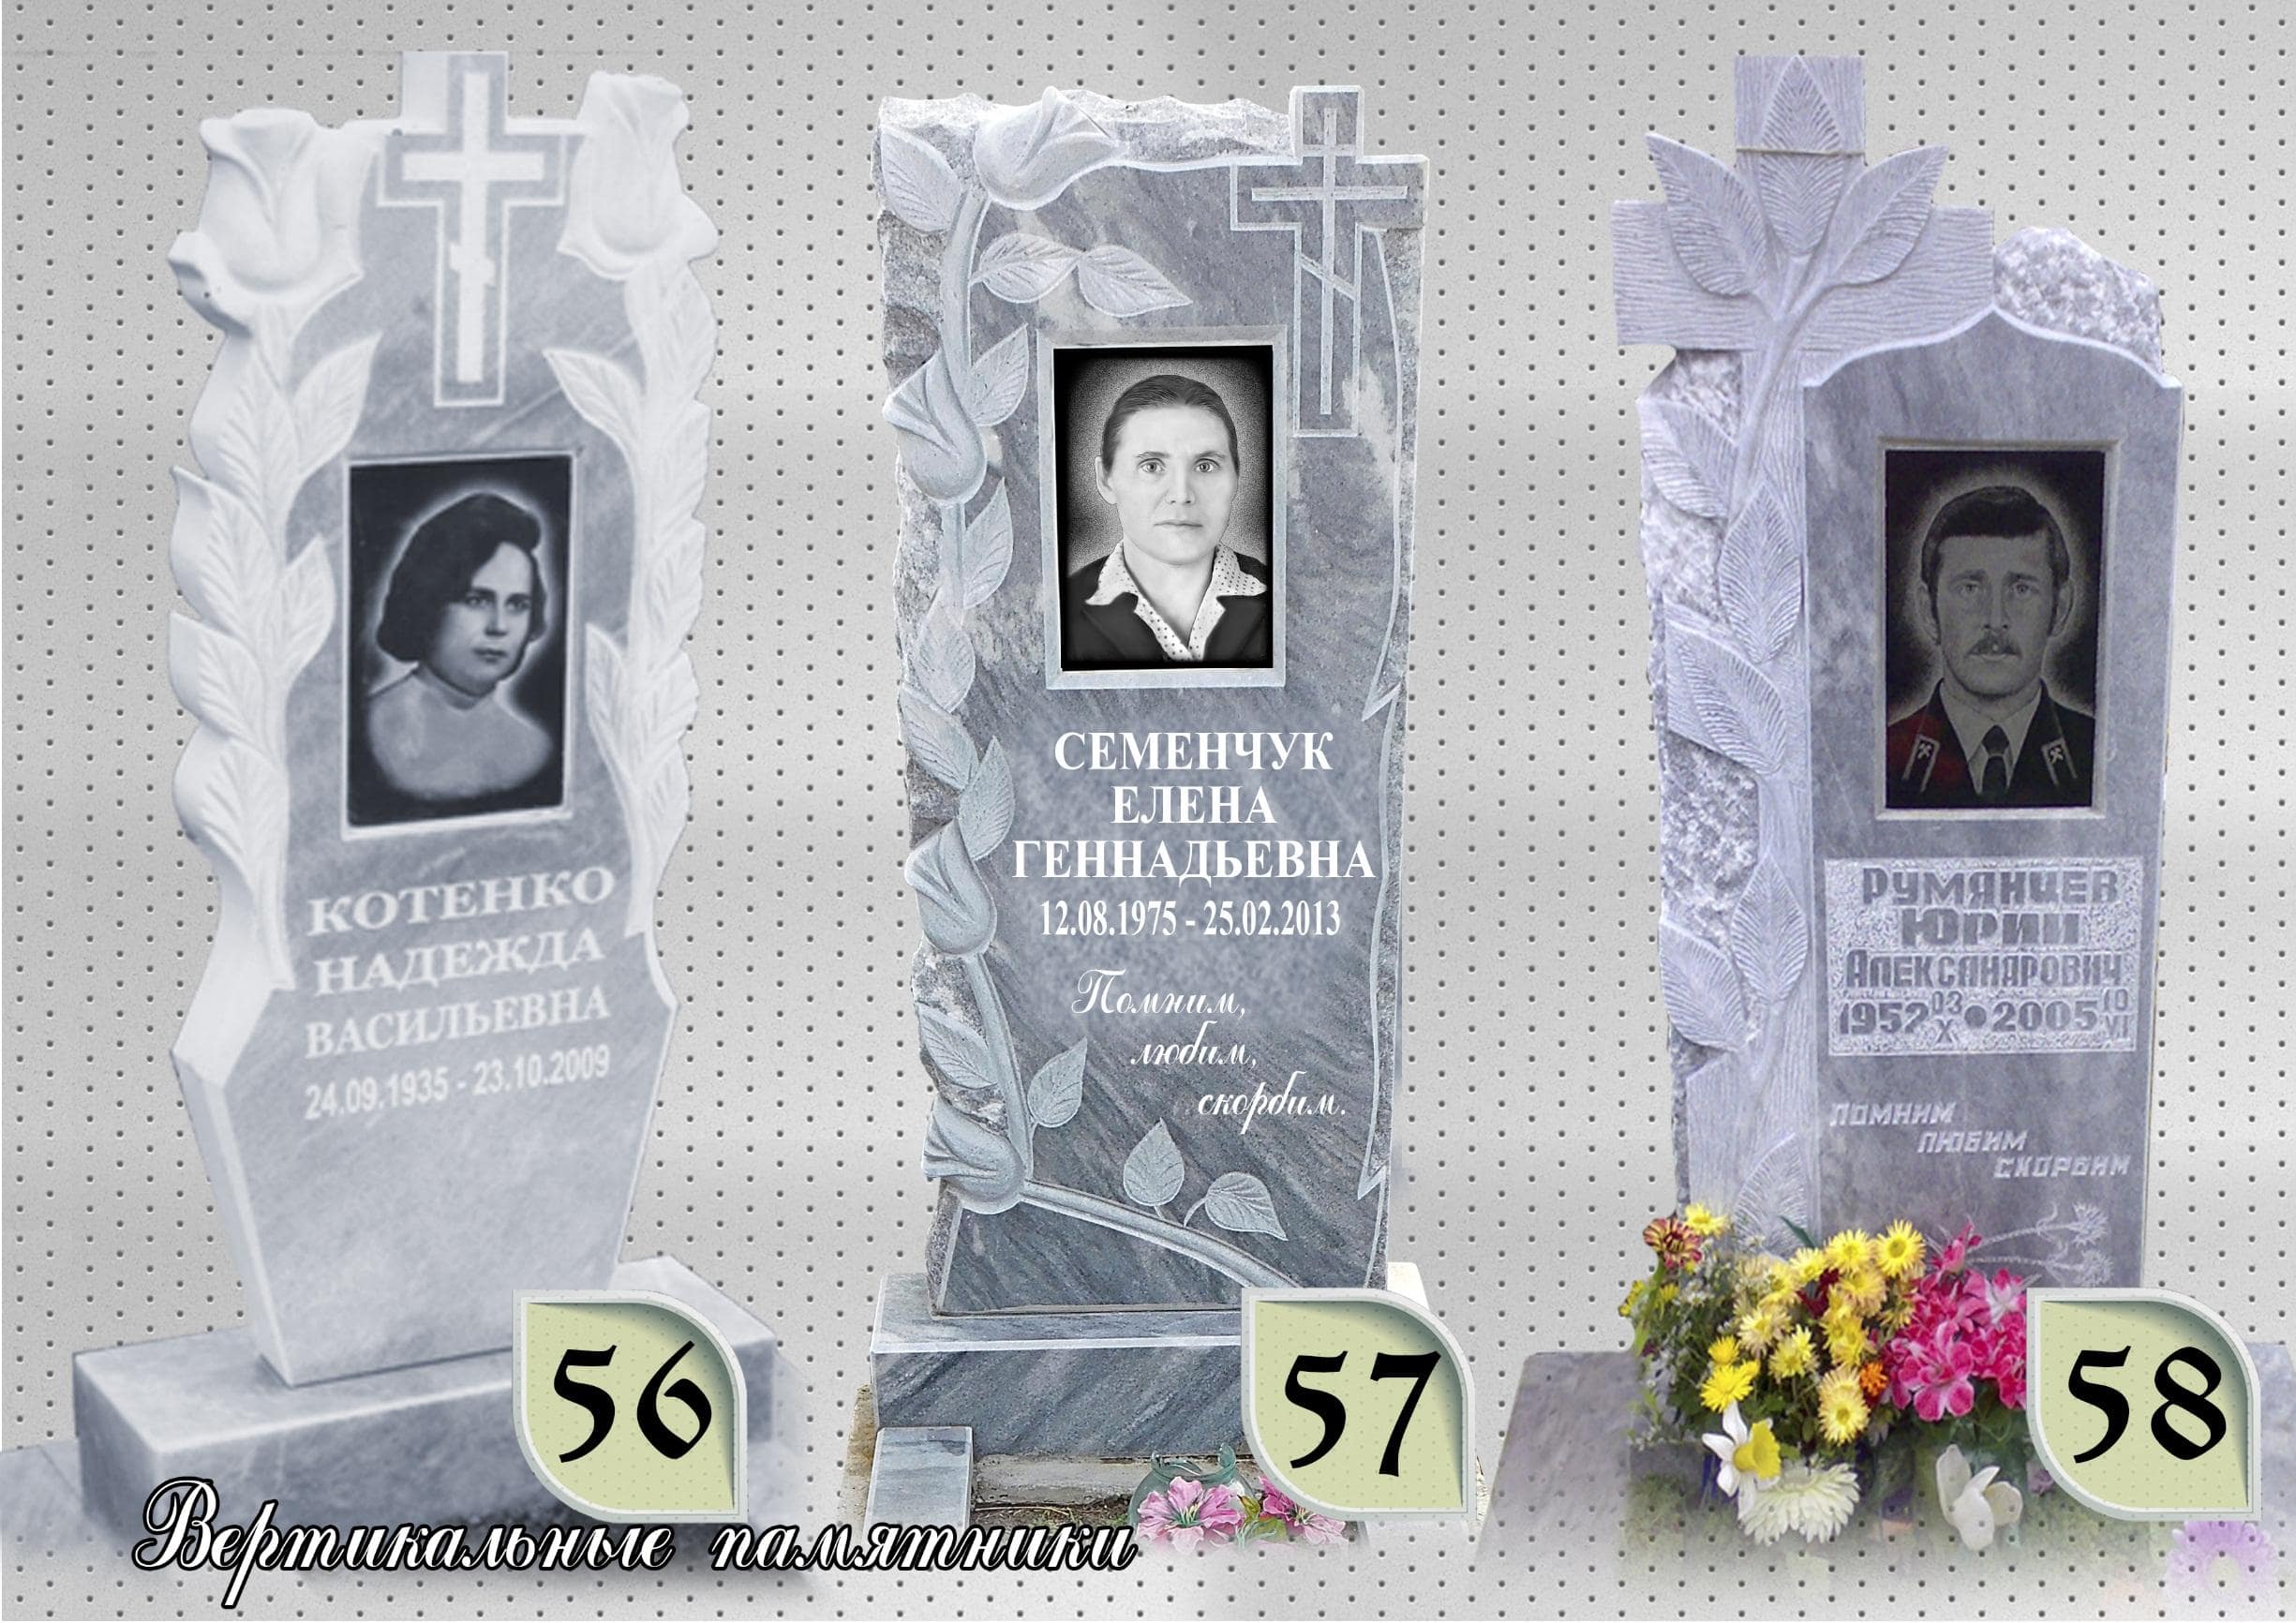 КОТЕНКО
НАДЕЖДА
ВАСИЛЬЕВНА
24.09.1935 - 23.10.2009
56
СЕМЕНЧУК
ЕЛЕНА
ГЕННАДЬЕВНА
12.08.1975 - 25.02.2013
Помним,
любим,
скорбим.
57
РУМЯНЦЕВ
ЮРИЙ
АЛЕКСАНДРОВИЧ
1952 03 X • 2005 10 VI
ПОМНИМ
ЛЮБИМ
СКОРБИМ
58
Вертикальные памятники